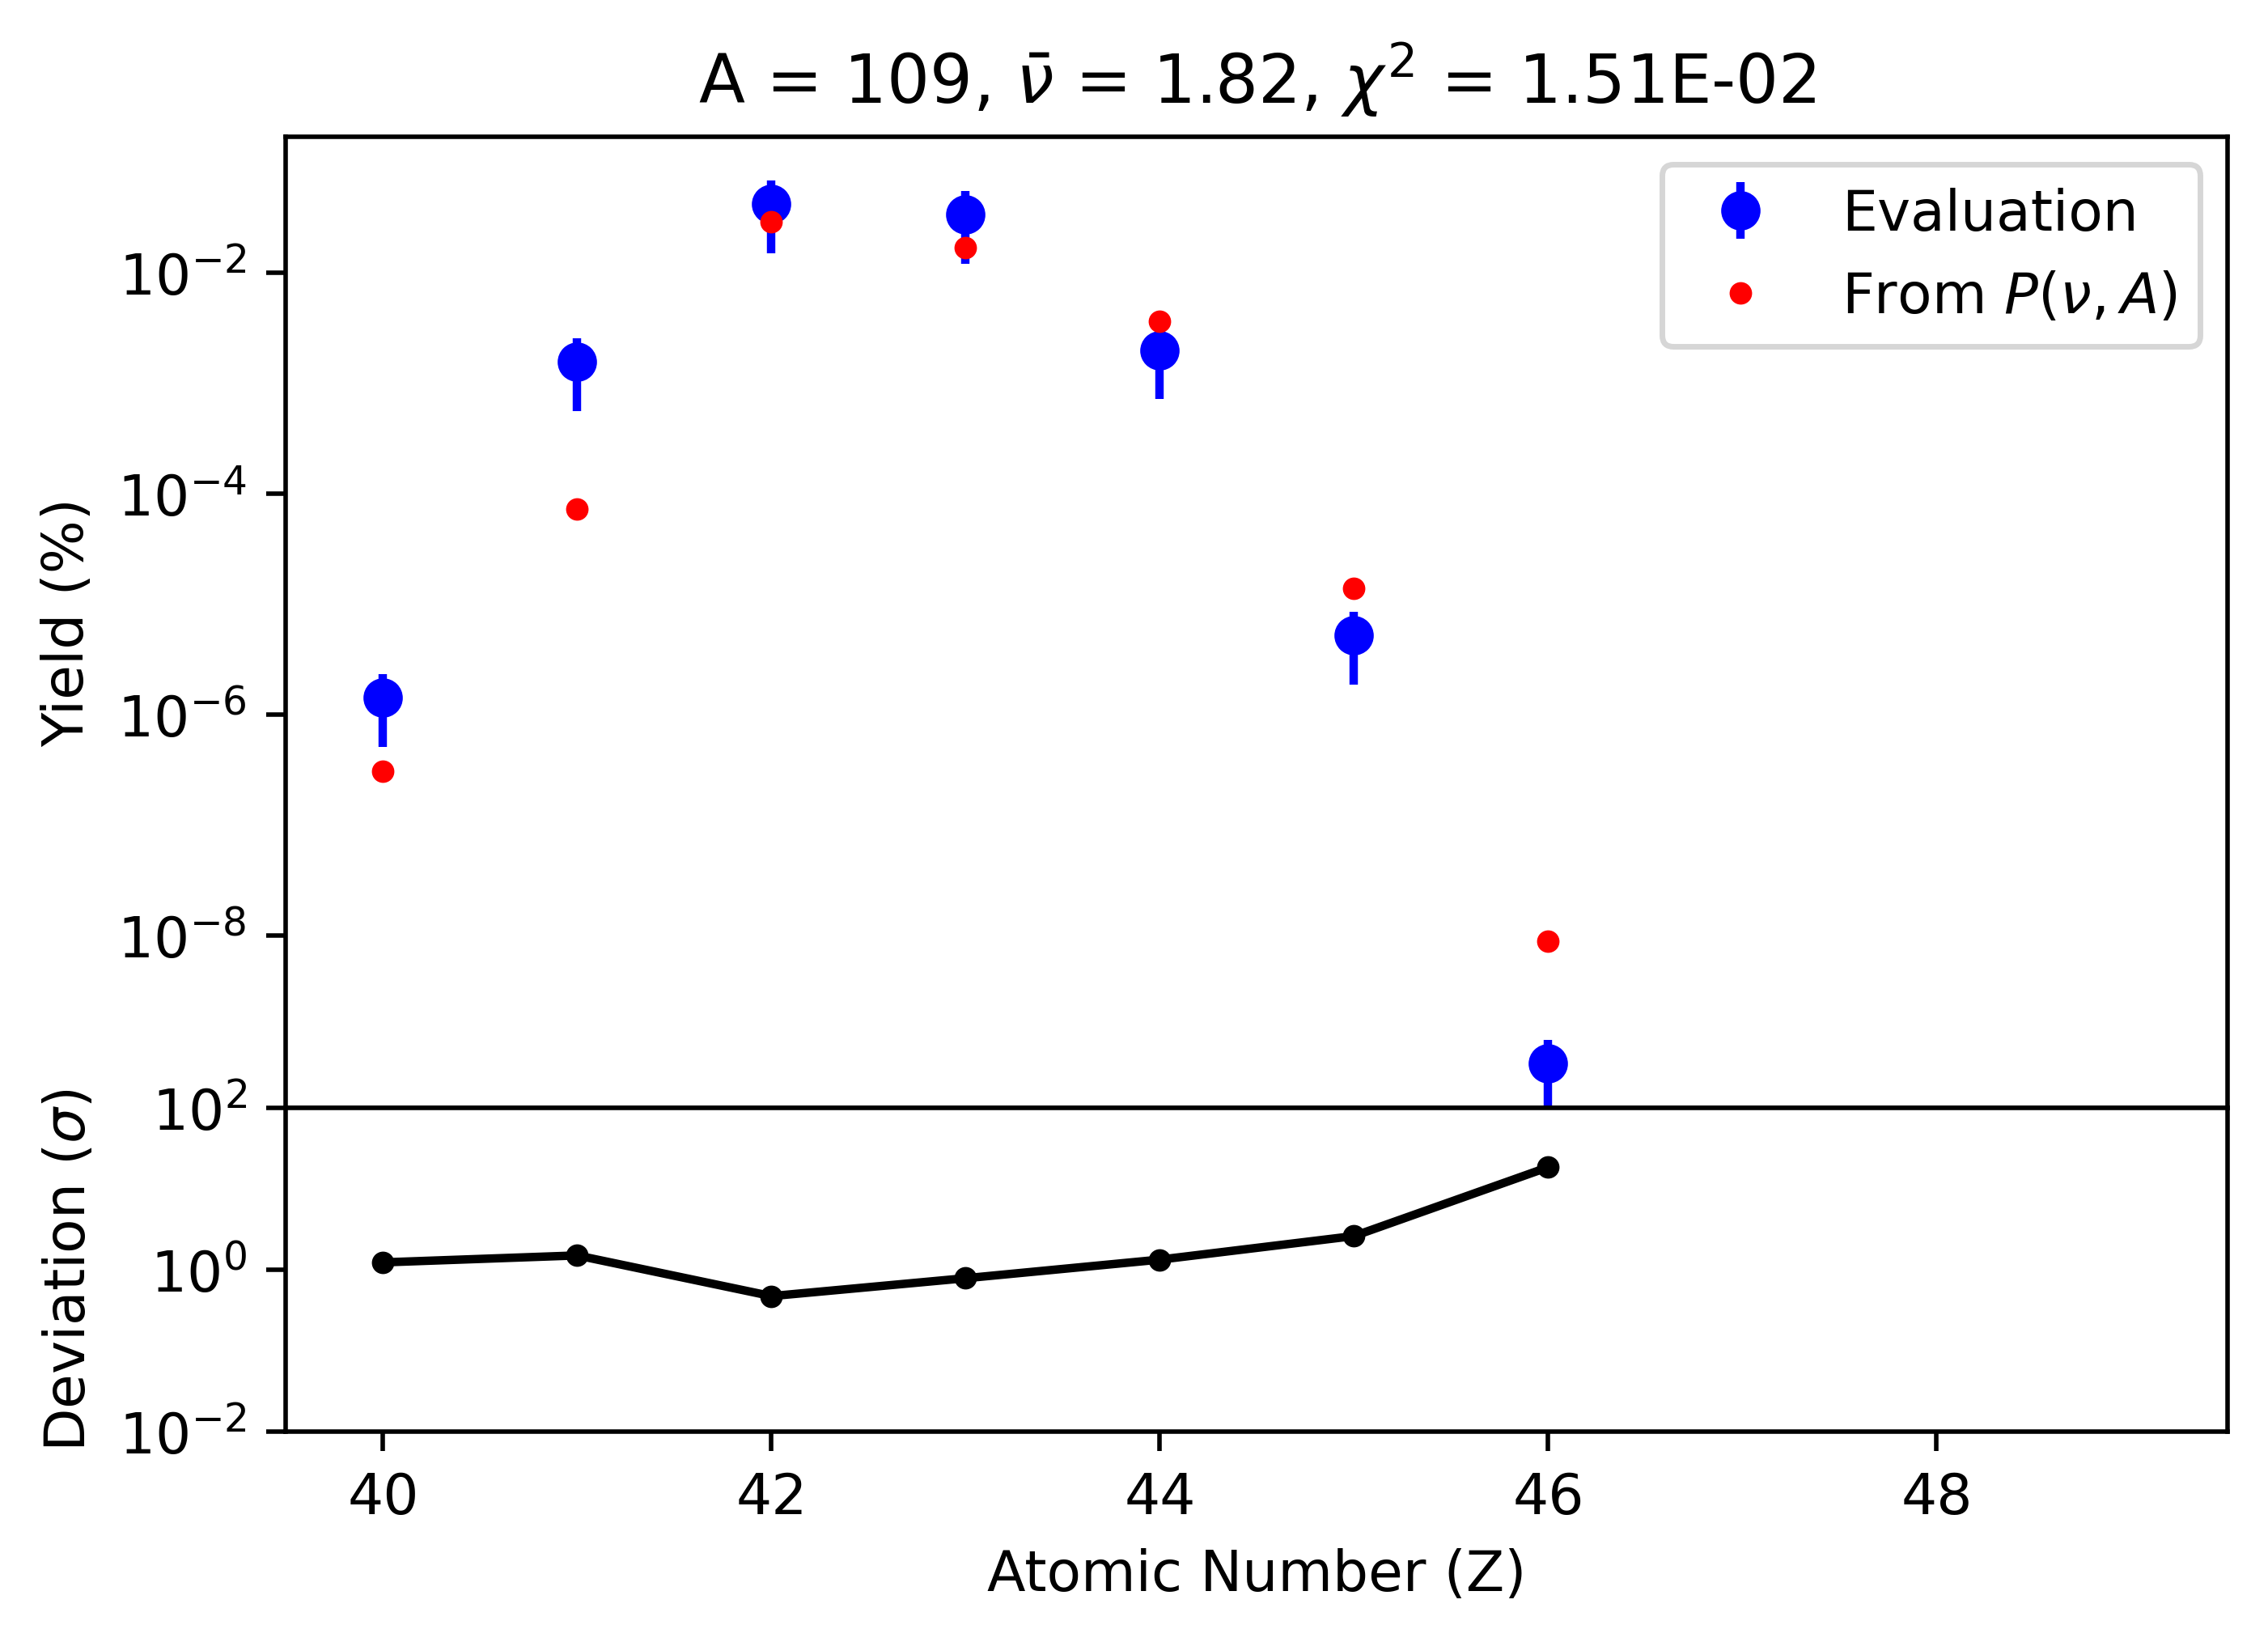 A = 109, ν̄ = 1.82, χ² = 1.51E-02
Evaluation
From P(ν, A)
Yield (%)
10⁻²
10⁻⁴
10⁻⁶
10⁻⁸
Deviation (σ)
10²
10⁰
10⁻²
40 42 44 46 48
Atomic Number (Z)